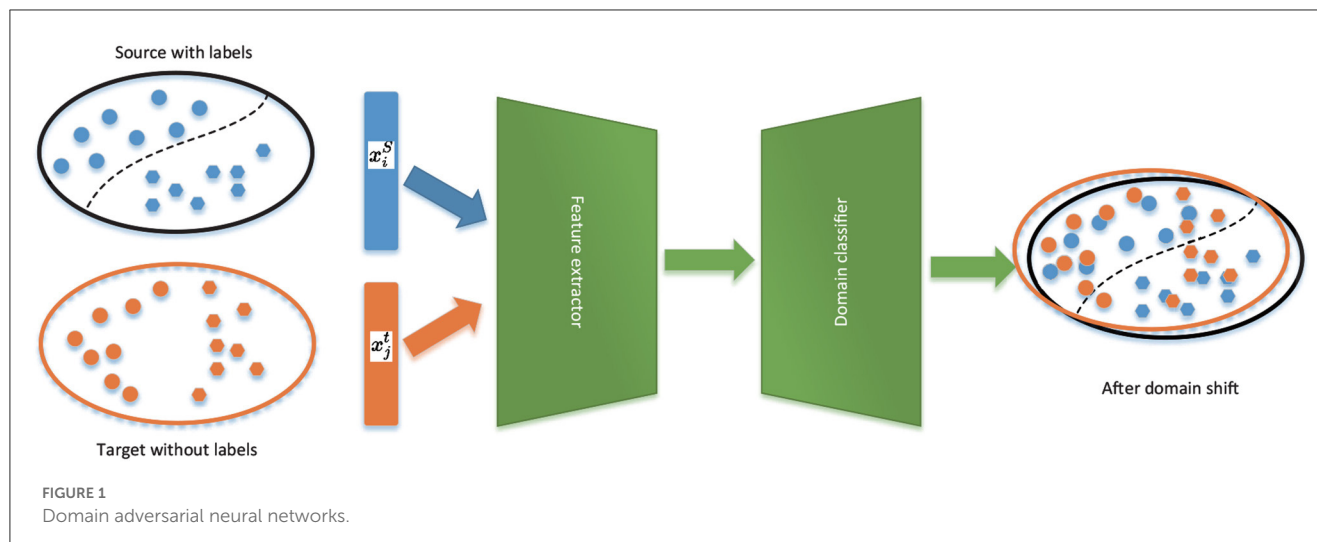 Source with labels
x_i^S
x_j^t
Target without labels
Feature extractor
Domain classifier
After domain shift
FIGURE 1
Domain adversarial neural networks.